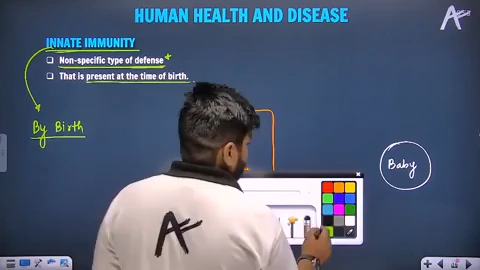 HUMAN HEALTH AND DISEASE
INNATE IMMUNITY
Non-specific type of defense
That is present at the time of birth.
By Birth
Baby